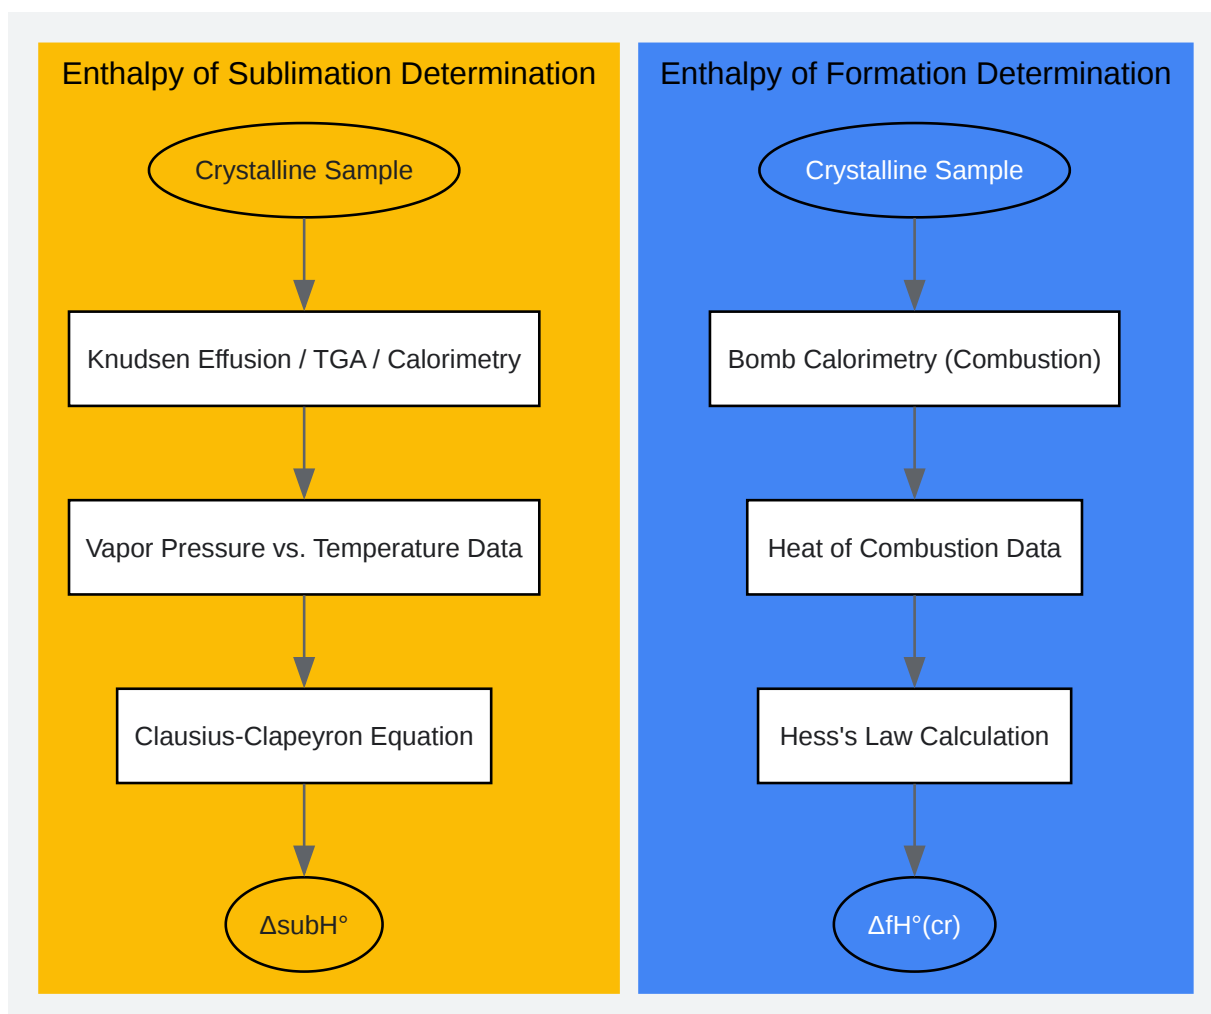 Enthalpy of Sublimation Determination
Crystalline Sample
Knudsen Effusion / TGA / Calorimetry
Vapor Pressure vs. Temperature Data
Clausius-Clapeyron Equation
ΔsubH°
Enthalpy of Formation Determination
Crystalline Sample
Bomb Calorimetry (Combustion)
Heat of Combustion Data
Hess's Law Calculation
ΔfH°(cr)